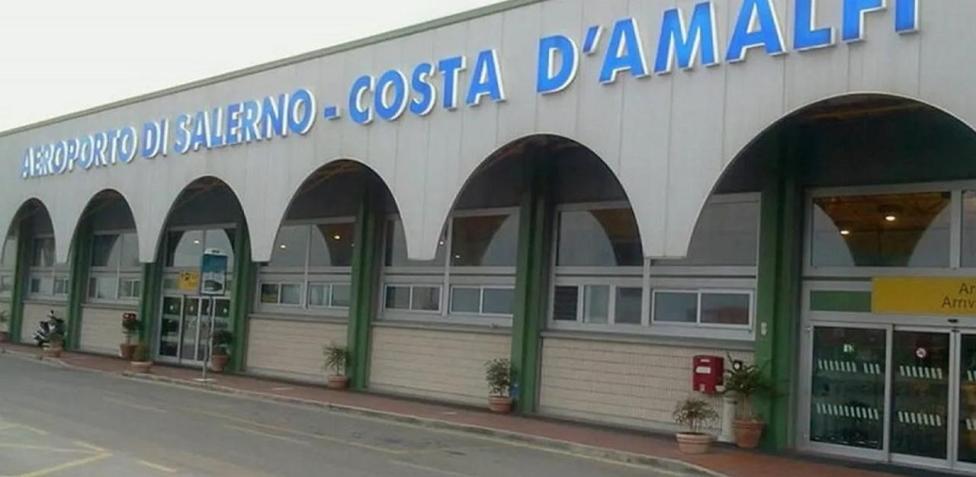 AEROPORTO DI SALERNO - COSTA D'AMALFI